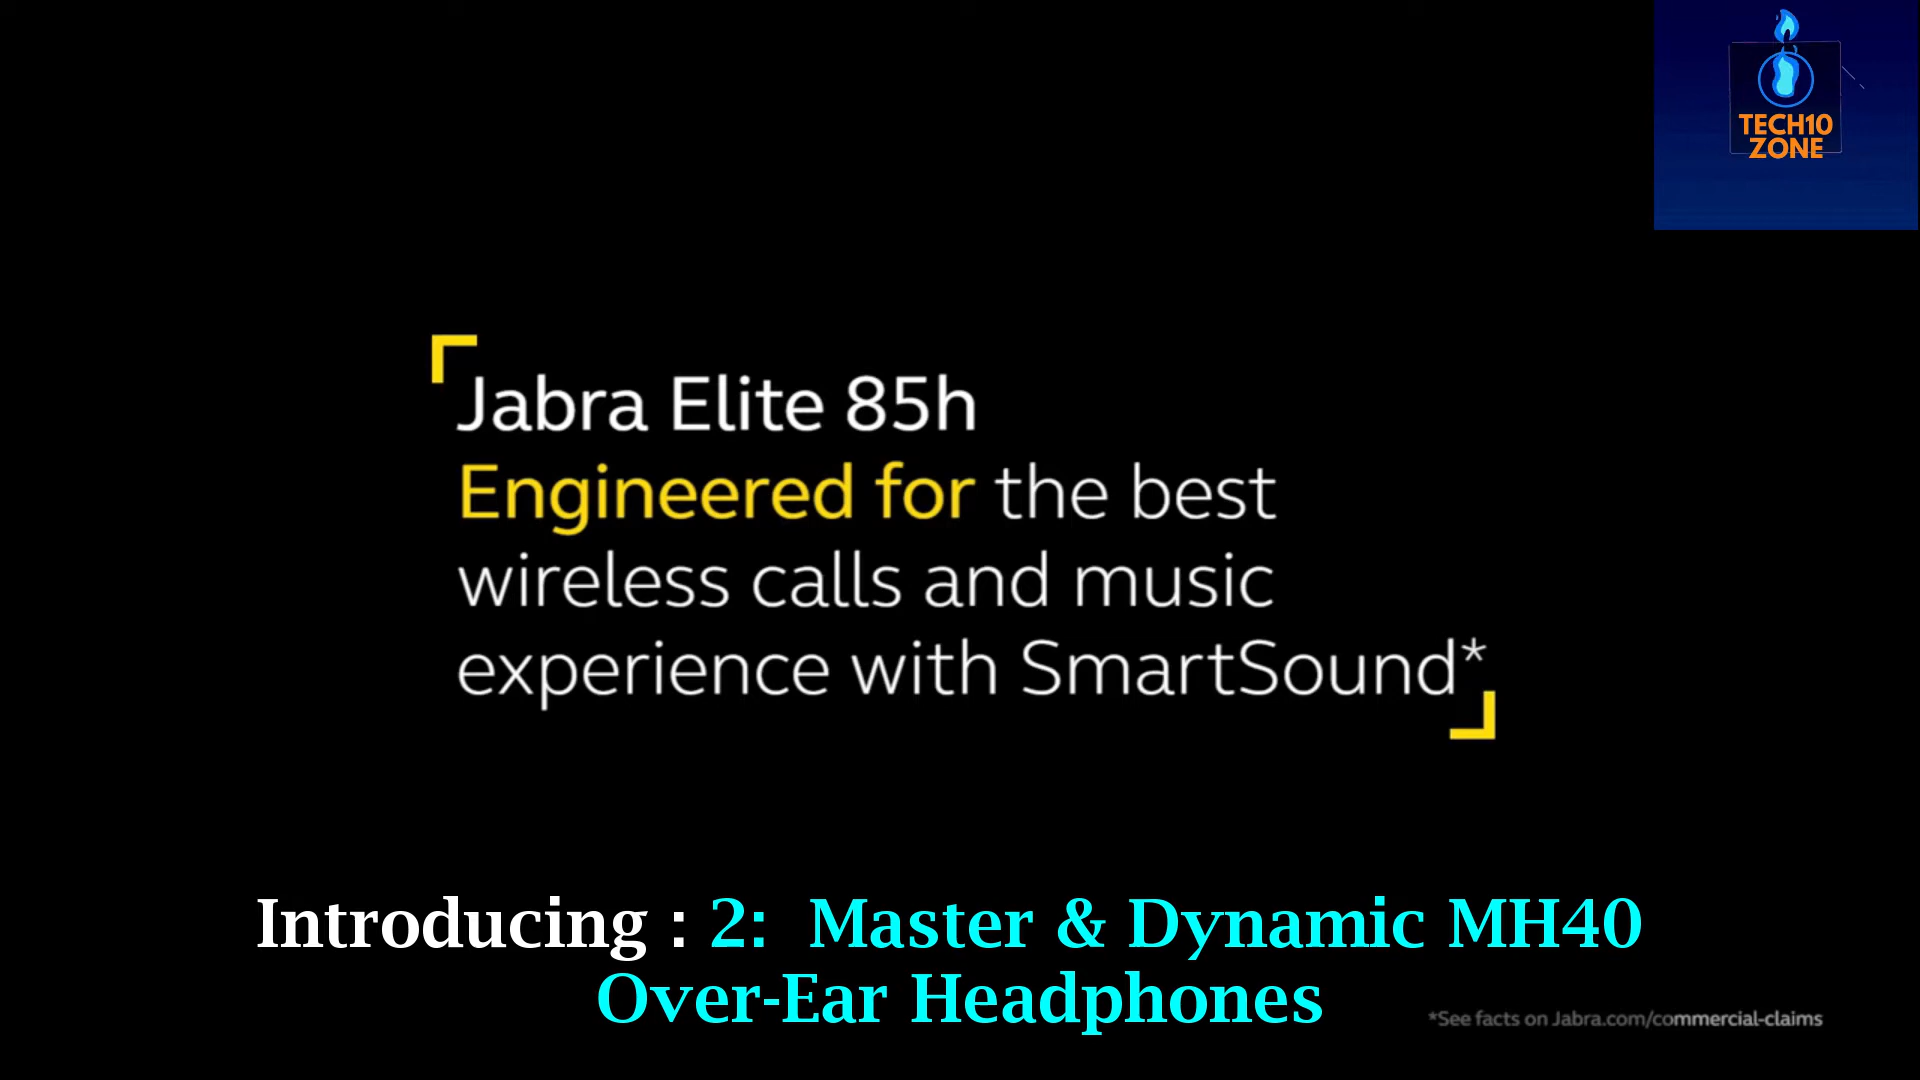 TECH10
ZONE
Jabra Elite 85h
Engineered for the best
wireless calls and music
experience with SmartSound*
Introducing : 2:  Master & Dynamic MH40
Over-Ear Headphones
*See facts on Jabra.com/commercial-claims